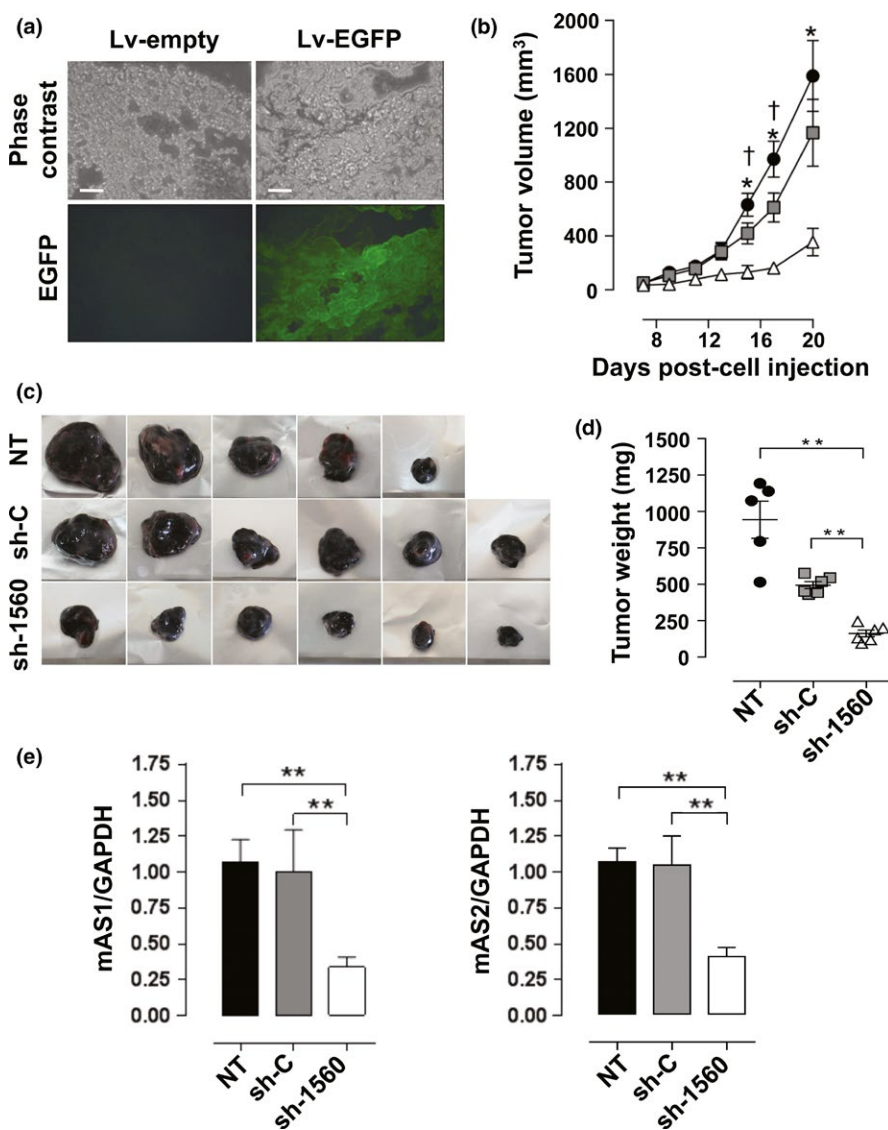 (a)
Lv-empty Lv-EGFP
Phase contrast
EGFP
(b)
Tumor volume (mm³)
2000
1600
1200
800
400
0
† * † * *
8 12 16 20
Days post-cell injection
(c)
NT
sh-C
sh-1560
(d)
Tumor weight (mg)
1500
1250
1000
750
500
250
0
**
**
NT sh-C sh-1560
(e)
mAS1/GAPDH
1.75
1.50
1.25
1.00
0.75
0.50
0.25
0.00
**
**
NT sh-C sh-1560
mAS2/GAPDH
1.75
1.50
1.25
1.00
0.75
0.50
0.25
0.00
**
**
NT sh-C sh-1560